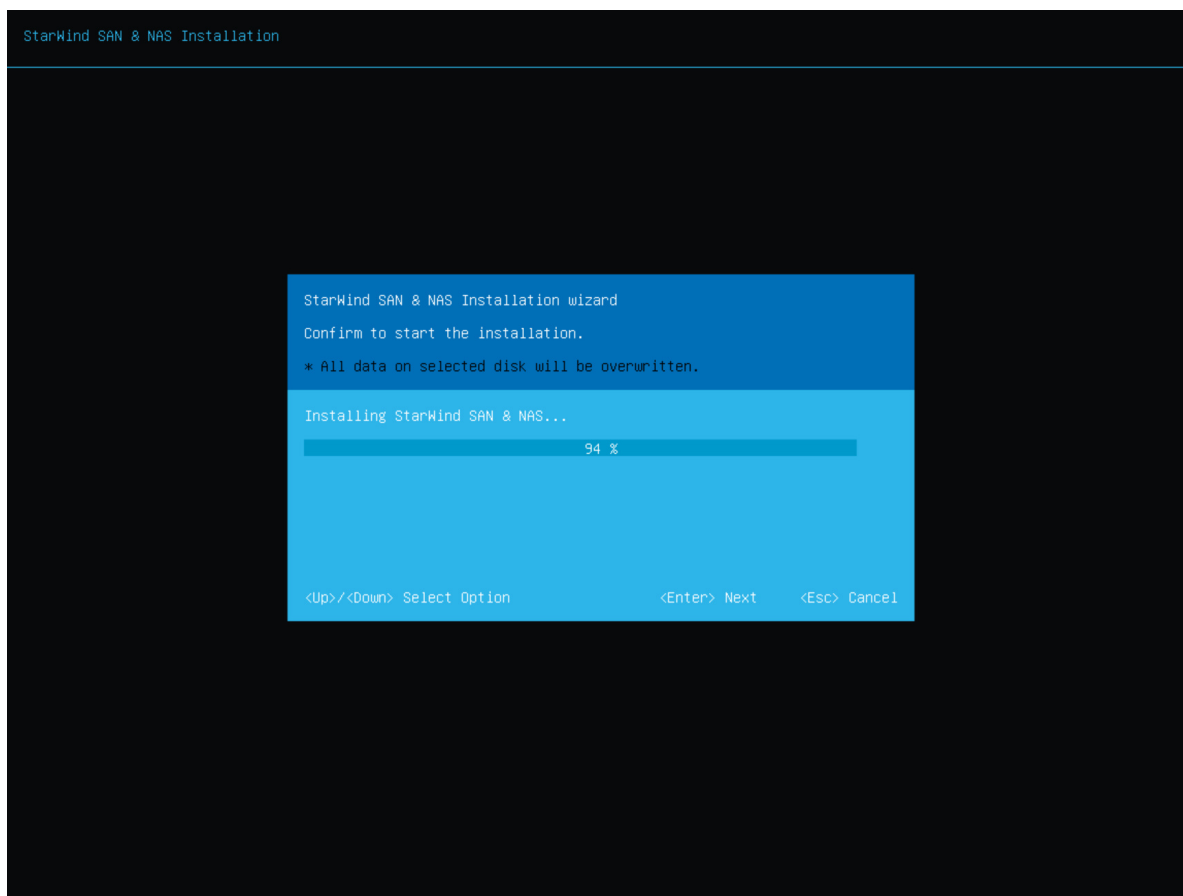 StarWind SAN & NAS Installation
StarWind SAN & NAS Installation wizard
Confirm to start the installation.
* All data on selected disk will be overwritten.
Installing StarWind SAN & NAS...
94 %
<Up>/<Down> Select Option <Enter> Next <Esc> Cancel